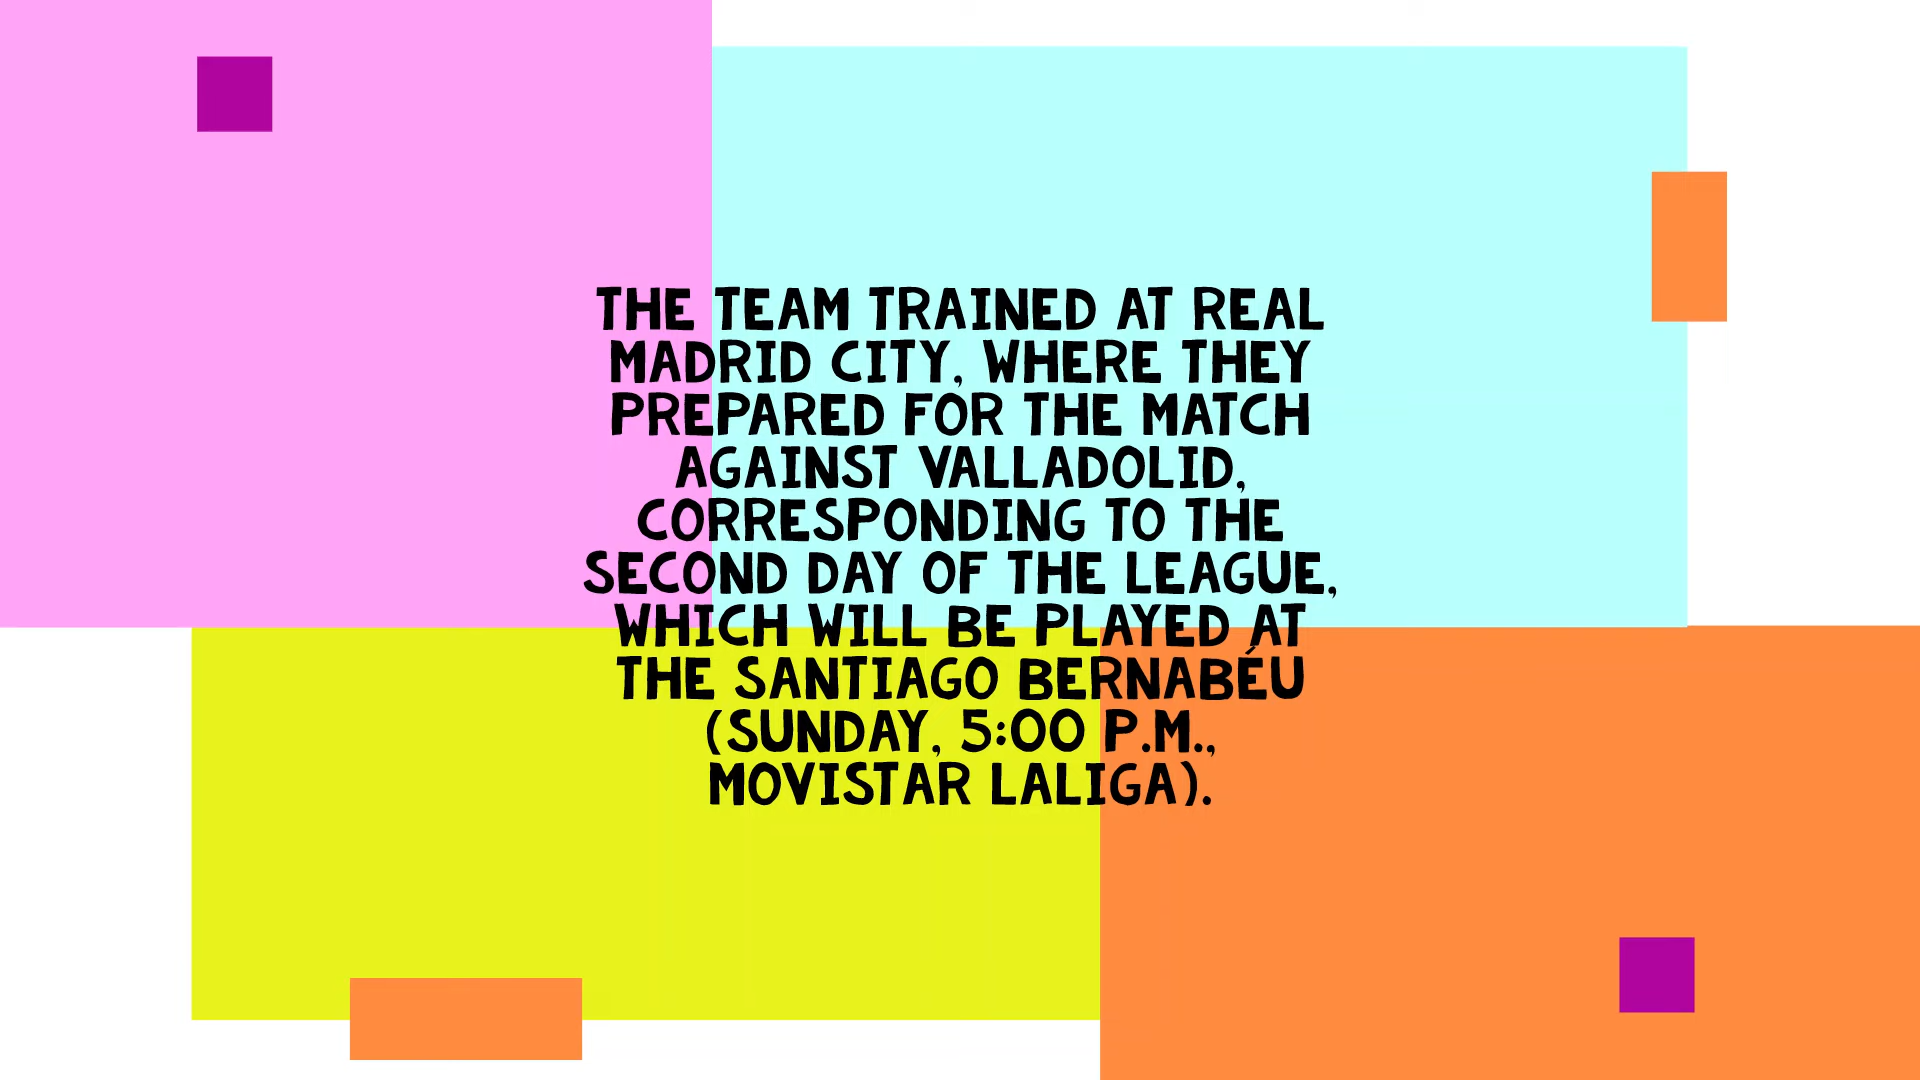 THE TEAM TRAINED AT REAL
MADRID CITY, WHERE THEY
PREPARED FOR THE MATCH
AGAINST VALLADOLID,
CORRESPONDING TO THE
SECOND DAY OF THE LEAGUE,
WHICH WILL BE PLAYED AT
THE SANTIAGO BERNABÉU
(SUNDAY, 5:00 P.M.,
MOVISTAR LALIGA).